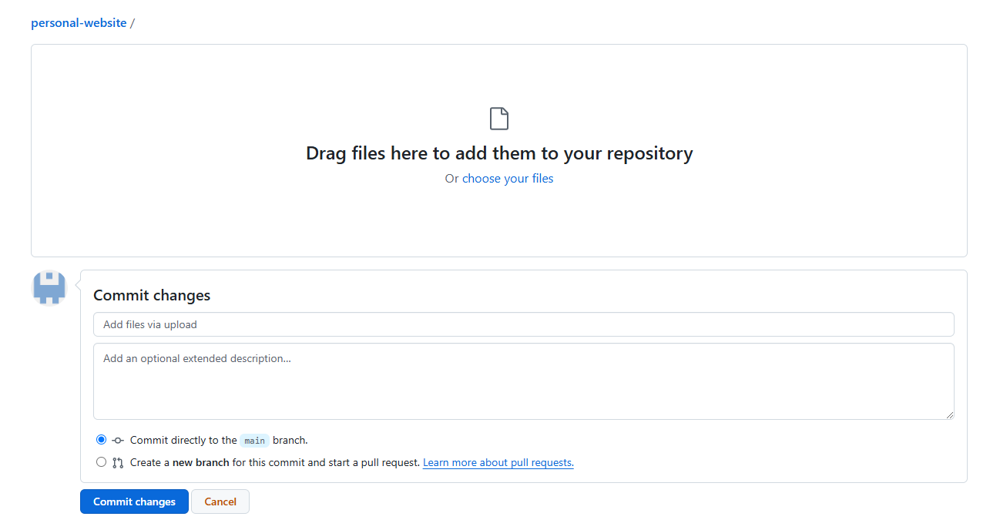 personal-website /
Drag files here to add them to your repository
Or choose your files
Commit changes
Add files via upload
Add an optional extended description...
Commit directly to the main branch.
Create a new branch for this commit and start a pull request. Learn more about pull requests.
Commit changes Cancel